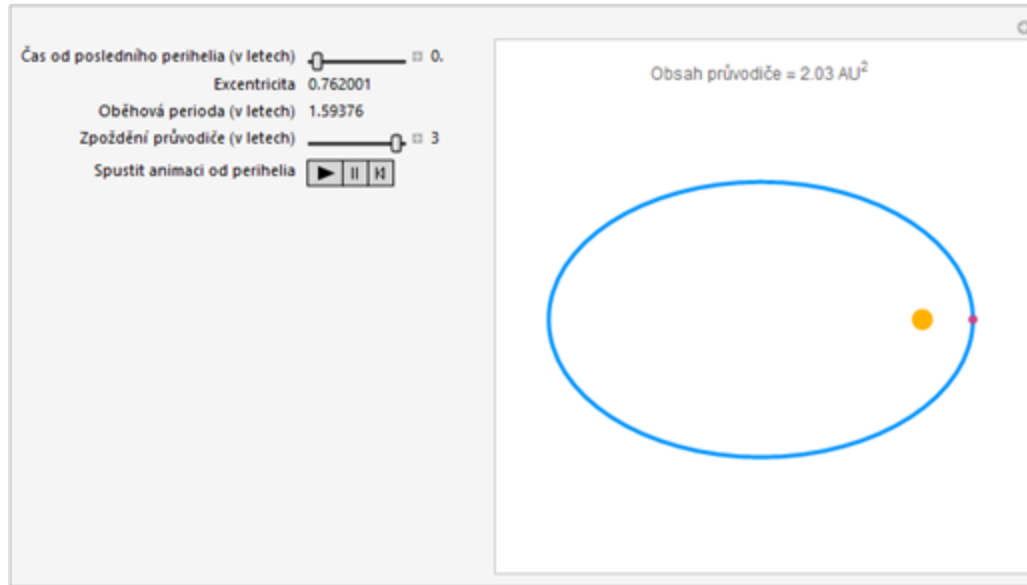 Čas od posledního perihelia (v letech) 0.
Excentricita 0.762001
Oběhová perioda (v letech) 1.59376
Zpoždění průvodiče (v letech) 3
Spustit animaci od perihelia
Obsah průvodiče = 2.03 AU²